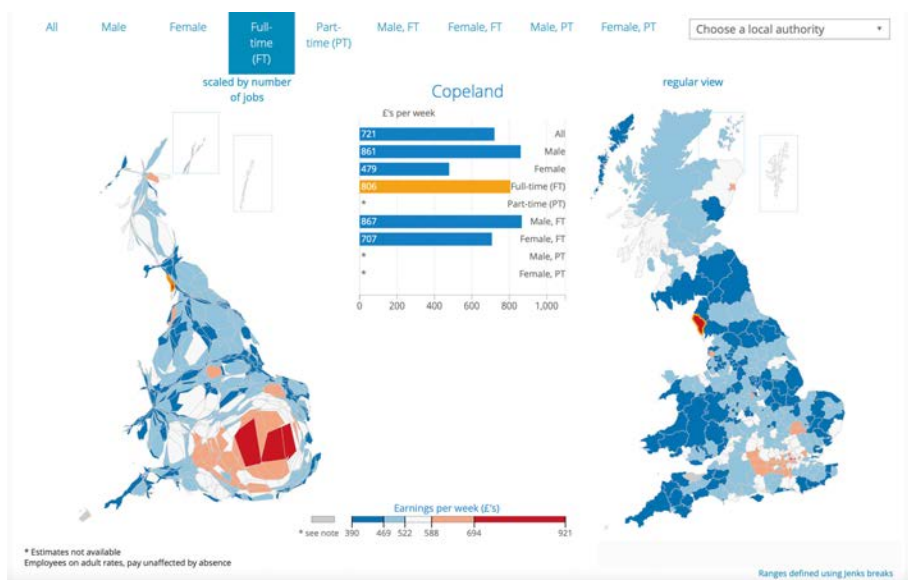 All
Male
Female
Full-
time
(FT)
Part-
time (PT)
Male, FT
Female, FT
Male, PT
Female, PT
Choose a local authority
scaled by number
of jobs
Copeland
regular view
£'s per week
721 All
861 Male
479 Female
806 Full-time (FT)
* Part-time (PT)
867 Male, FT
707 Female, FT
* Male, PT
* Female, PT
0 200 400 600 800 1,000
Earnings per week (£'s)
* see note 390 469 522 588 694 921
* Estimates not available
Employees on adult rates, pay unaffected by absence
Ranges defined using Jenks breaks